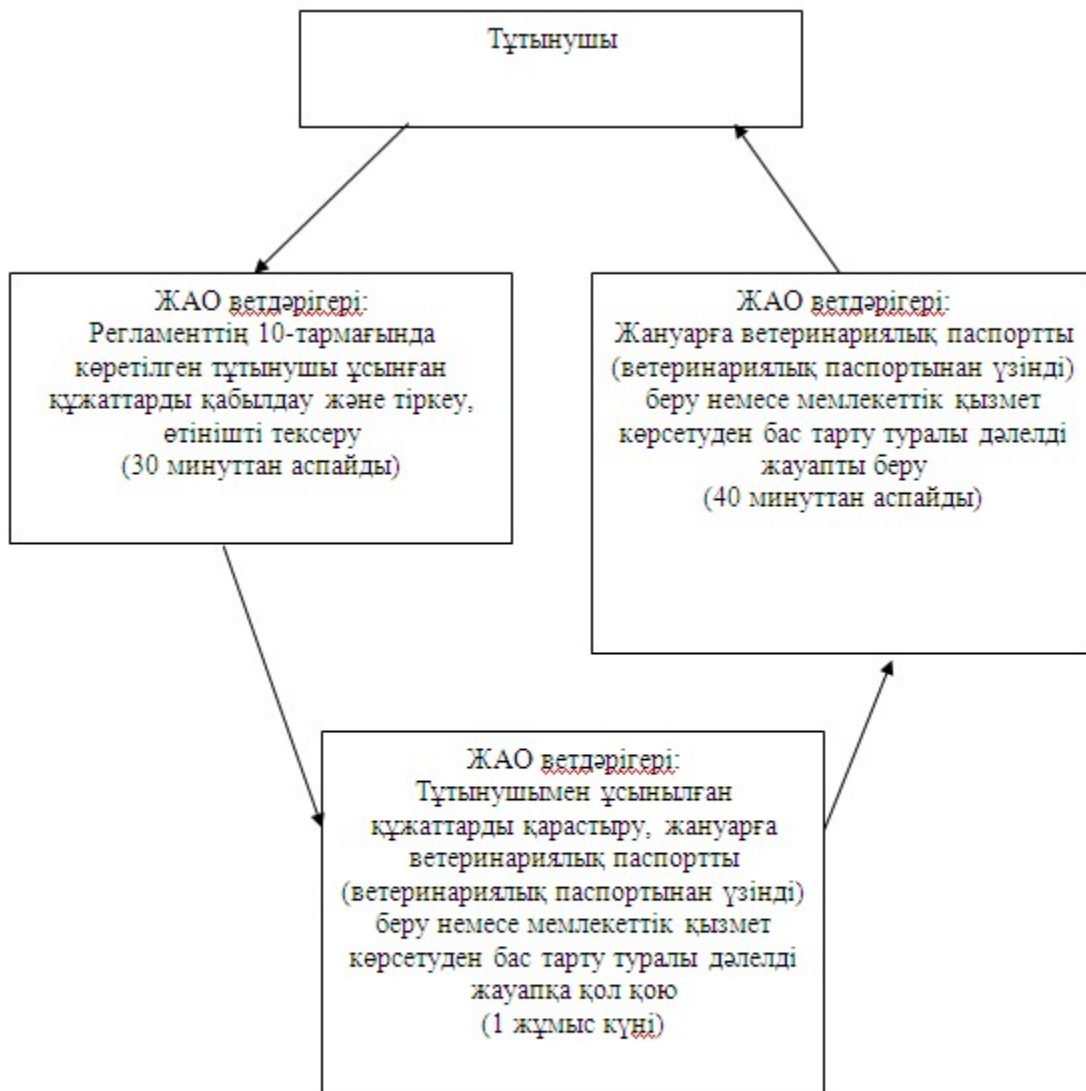 Тұтынушы
ЖАО ветдәрігері:
Регламенттің 10-тармағында
көретілген тұтынушы ұсынған
құжаттарды қабылдау және тіркеу,
өтінішті тексеру
(30 минуттан аспайды)
ЖАО ветдәрігері:
Жануарға ветеринариялық паспортты
(ветеринариялық паспортынан үзінді)
беру немесе мемлекеттік қызмет
көрсетуден бас тарту туралы дәлелді
жауапты беру
(40 минуттан аспайды)
ЖАО ветдәрігері:
Тұтынушымен ұсынылған
құжаттарды қарастыру, жануарға
ветеринариялық паспортты
(ветеринариялық паспортынан үзінді)
беру немесе мемлекеттік қызмет
көрсетуден бас тарту туралы дәлелді
жауапқа қол қою
(1 жұмыс күңі)